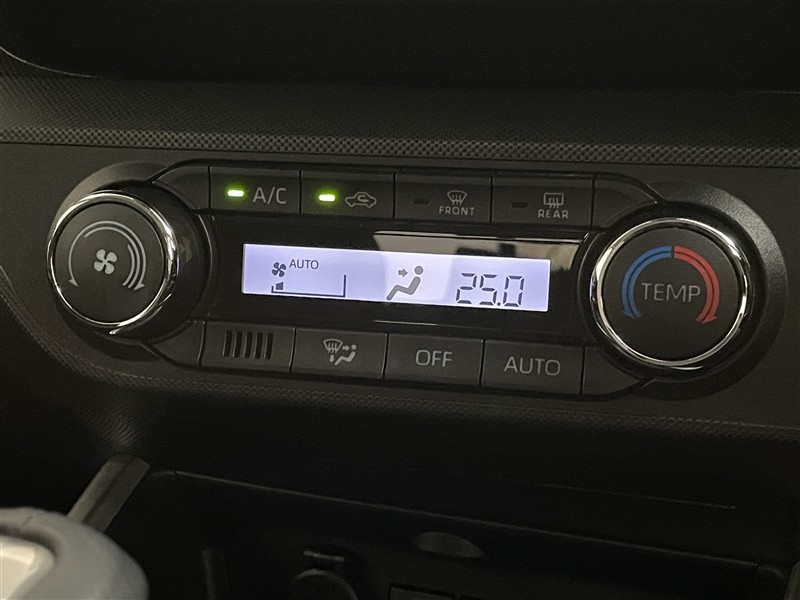 A/C
FRONT
REAR
AUTO
25.0
TEMP
OFF
AUTO